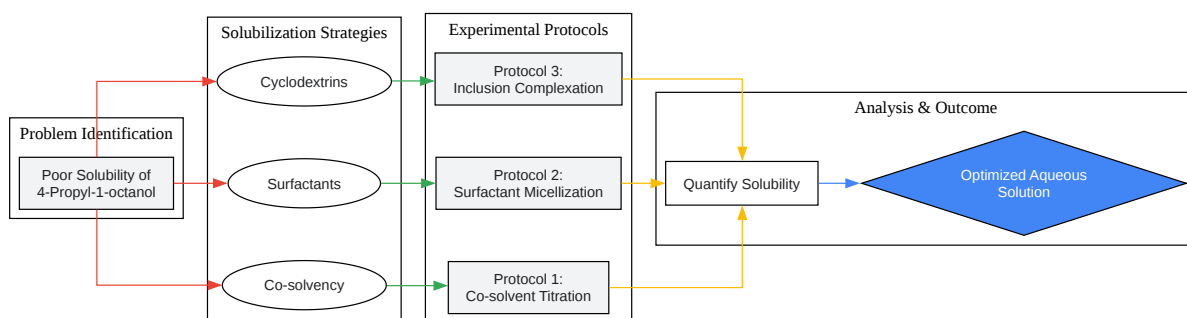 Problem Identification
Poor Solubility of
4-Propyl-1-octanol
Solubilization Strategies
Cyclodextrins
Surfactants
Co-solvency
Experimental Protocols
Protocol 3:
Inclusion Complexation
Protocol 2:
Surfactant Micellization
Protocol 1:
Co-solvent Titration
Analysis & Outcome
Quantify Solubility
Optimized Aqueous
Solution